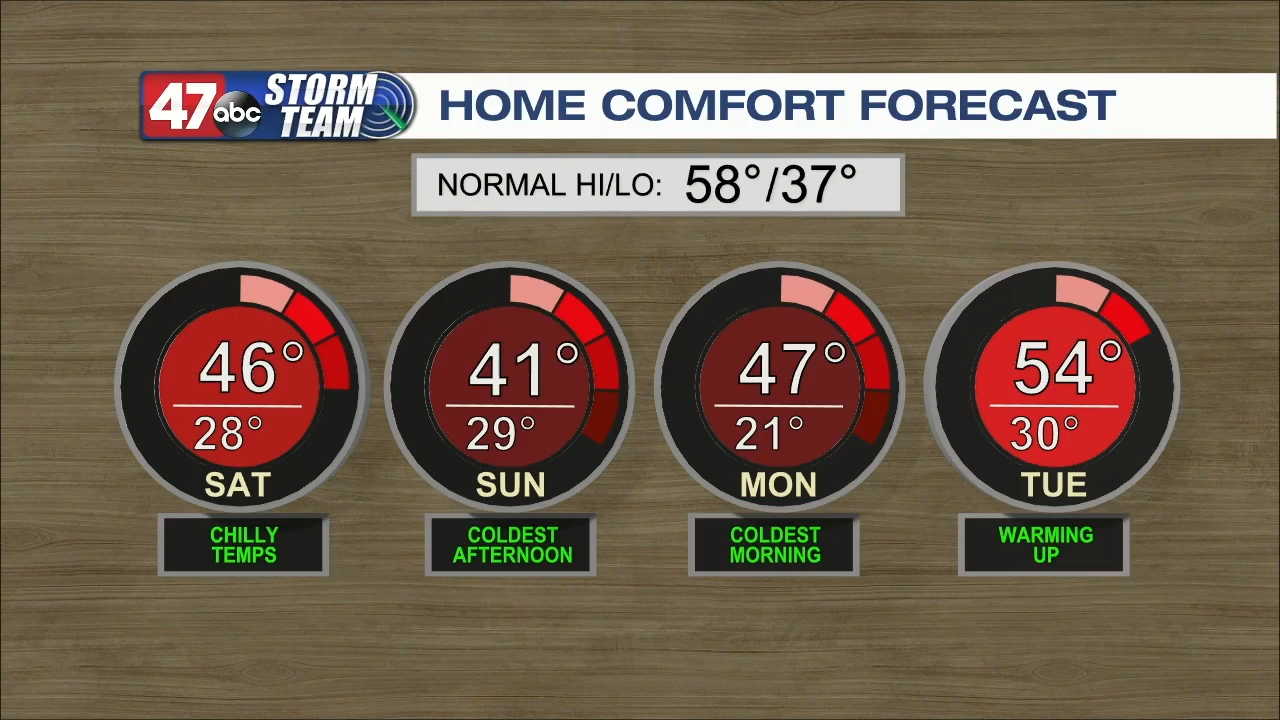 47 abc STORM TEAM
HOME COMFORT FORECAST
NORMAL HI/LO: 58°/37°
46°
28°
SAT
CHILLY
TEMPS
41°
29°
SUN
COLDEST
AFTERNOON
47°
21°
MON
COLDEST
MORNING
54°
30°
TUE
WARMING
UP